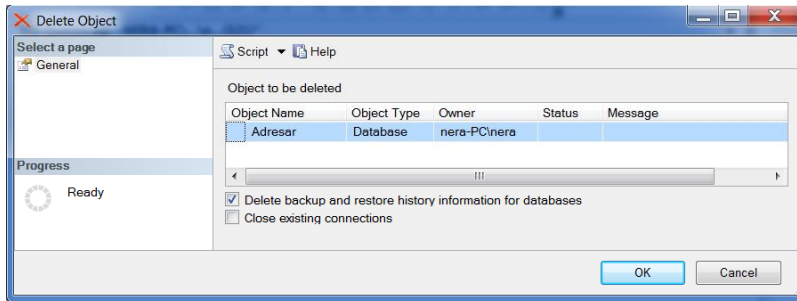 Delete Object
Select a page
General
Script Help
Object to be deleted
Object Name Object Type Owner Status Message
Adresar Database nera-PC\nera
Progress
Ready
Delete backup and restore history information for databases
Close existing connections
OK Cancel